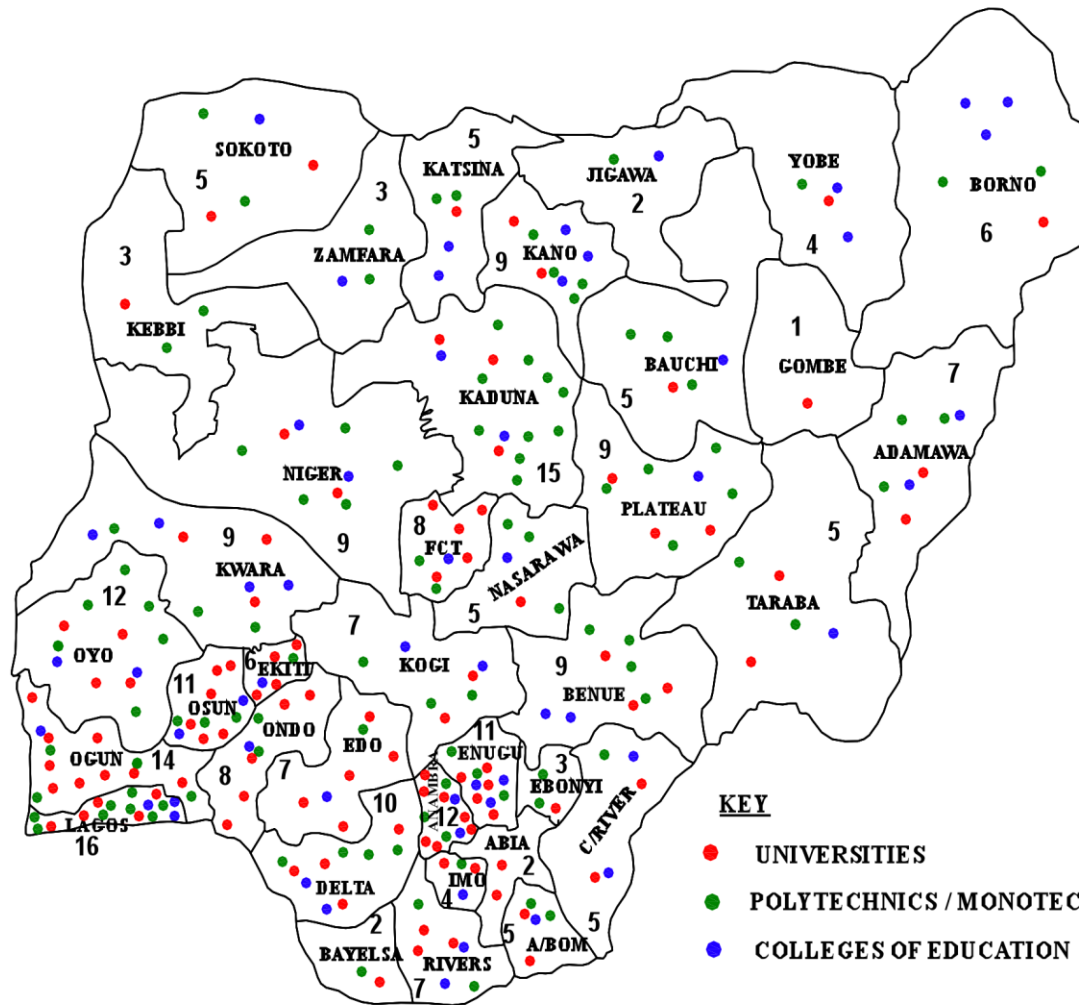 SOKOTO
5
5
KATSINA
JIGAWA
2
YOBE
4
BORNO
6
3
ZAMFARA
9
KANO
3
KEBBI
1
GOMBE
BAUCHI
5
7
ADAMAWA
KADUNA
15
NIGER
9
9
PLATEAU
8
FCT
NASARAWA
5
5
TARABA
9
KWARA
12
OYO
7
KOGI
9
BENUE
6
EKITI
11
OSUN
ONDO
8
EDO
7
OGUN
14
LAGOS
16
11
ENUGU
ANAMBRA
12
3
EBONYI
C/RIVER
5
10
DELTA
ABIA
2
IMO
4
2
BAYELSA
RIVERS
7
5
A/BOM
KEY
UNIVERSITIES
POLYTECHNICS / MONOTEC
COLLEGES OF EDUCATION